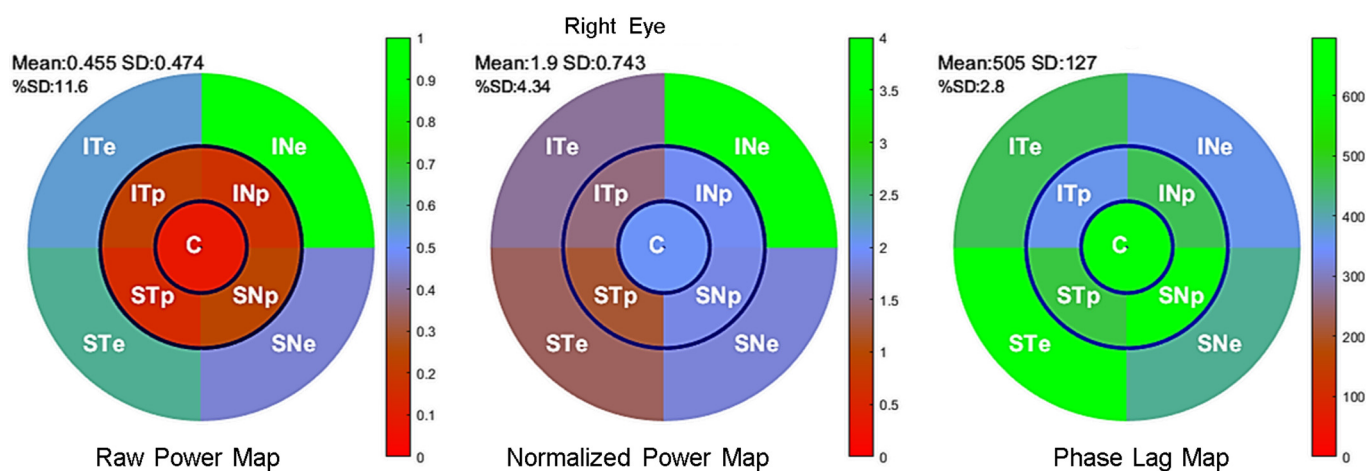 Right Eye
Mean:0.455 SD:0.474
%SD:11.6
ITe
INe
ITp
INp
C
STp
SNp
STe
SNe
1
0.9
0.8
0.7
0.6
0.5
0.4
0.3
0.2
0.1
0
Raw Power Map
Mean:1.9 SD:0.743
%SD:4.34
ITe
INe
ITp
INp
C
STp
SNp
STe
SNe
4
3.5
3
2.5
2
1.5
1
0.5
0
Normalized Power Map
Mean:505 SD:127
%SD:2.8
ITe
INe
ITp
INp
C
STp
SNp
STe
SNe
600
500
400
300
200
100
0
Phase Lag Map